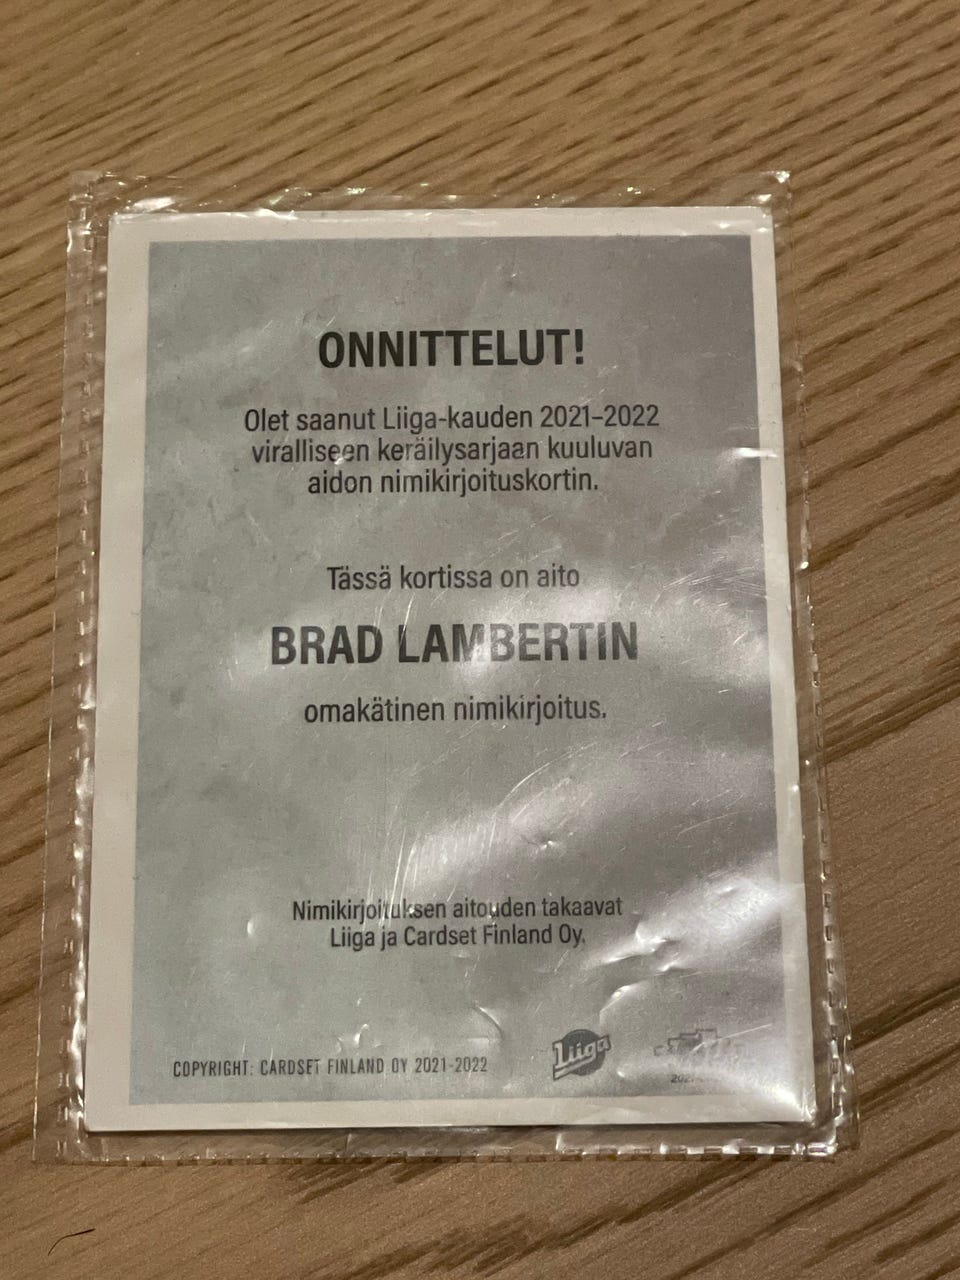 ONNITTELUT!
Olet saanut Liiga-kauden 2021–2022
viralliseen keräilysarjaan kuuluvan
aidon nimikirjoituskortin.
Tässä kortissa on aito
BRAD LAMBERTIN
omakätinen nimikirjoitus.
Nimikirjoituksen aitouden takaavat
Liiga ja Cardset Finland Oy.
COPYRIGHT: CARDSET FINLAND OY 2021-2022
Liiga